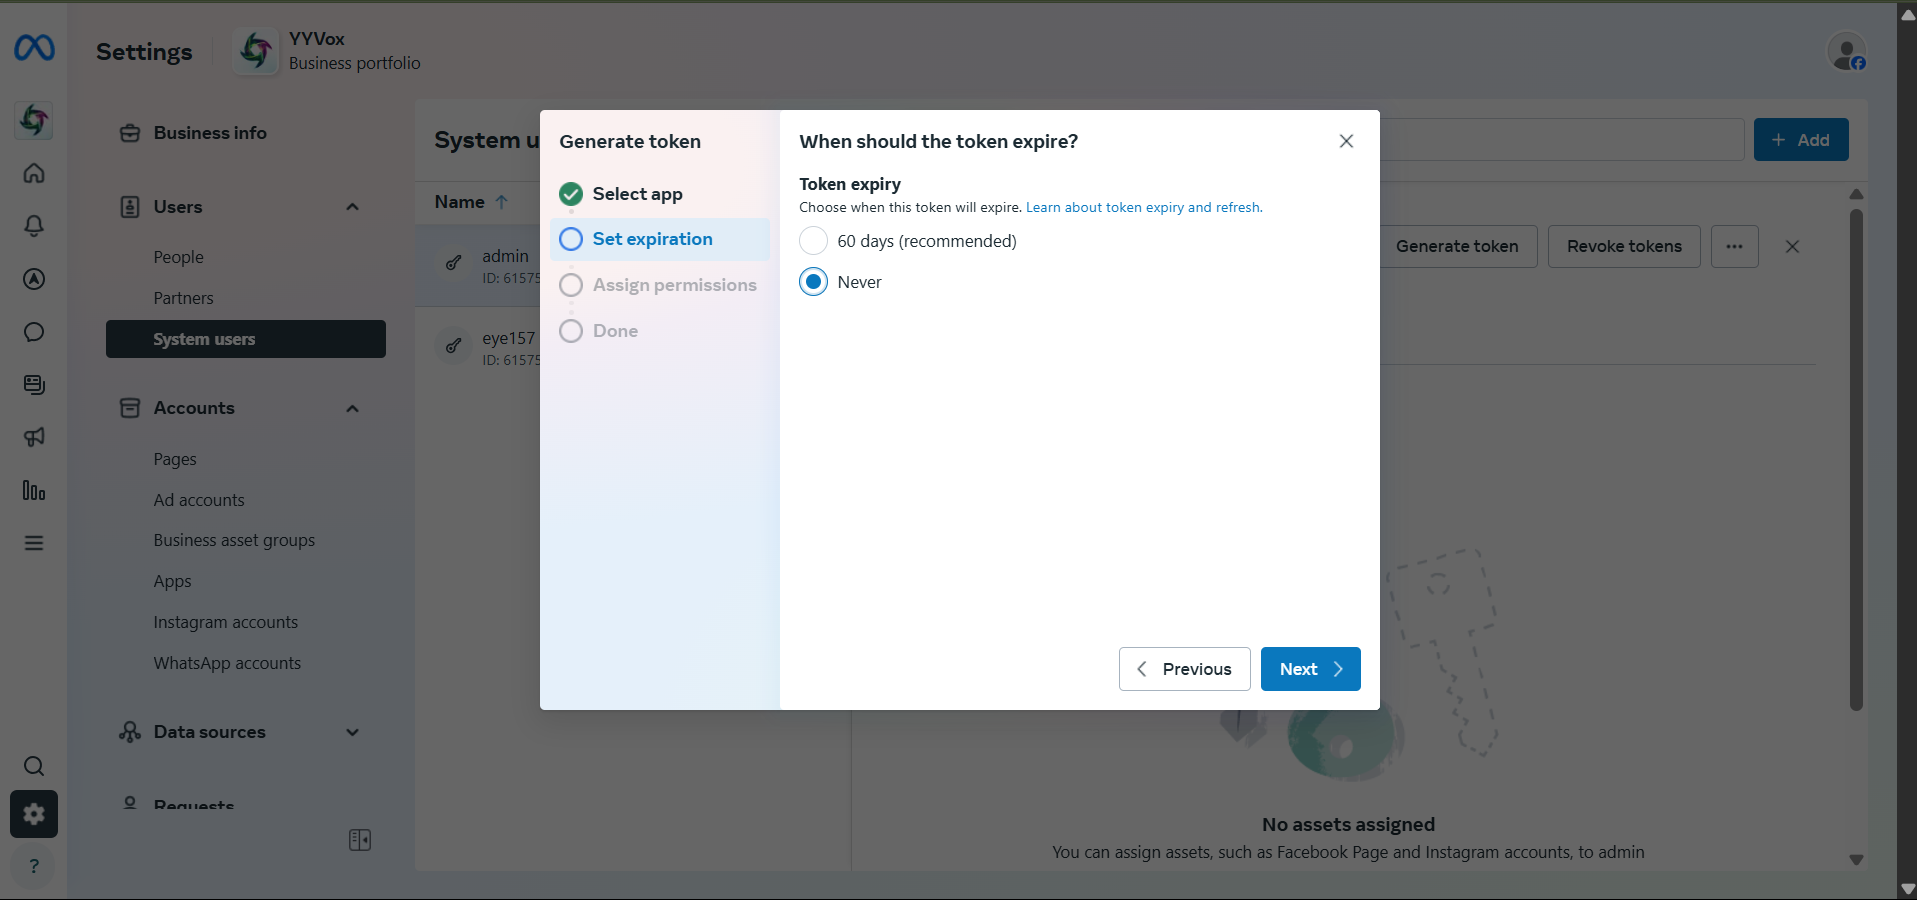 Settings
YYVox
Business portfolio
Business info
Users
People
Partners
System users
Accounts
Pages
Ad accounts
Business asset groups
Apps
Instagram accounts
WhatsApp accounts
Data sources
Requests
?
System u
+ Add
Name ↑
admin
ID: 61575
eye157
ID: 61575
Generate token
Revoke tokens
...
Generate token
Select app
Set expiration
Assign permissions
Done
When should the token expire?
Token expiry
Choose when this token will expire. Learn about token expiry and refresh.
60 days (recommended)
Never
Previous
Next
No assets assigned
You can assign assets, such as Facebook Page and Instagram accounts, to admin